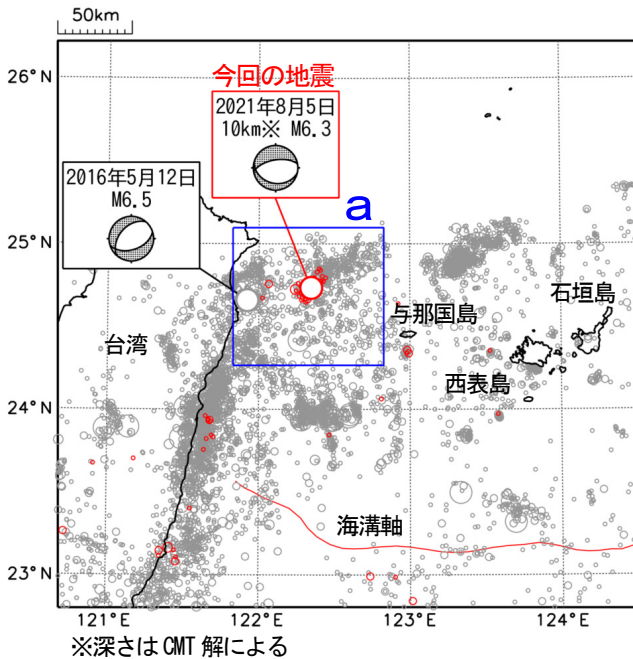 50km
26°N
今回の地震
2021年8月5日
10km※ M6.3
2016年5月12日
M6.5
a
25°N
与那国島
石垣島
台湾
西表島
24°N
海溝軸
23°N
121°E
122°E
123°E
124°E
※深さはCMT解による